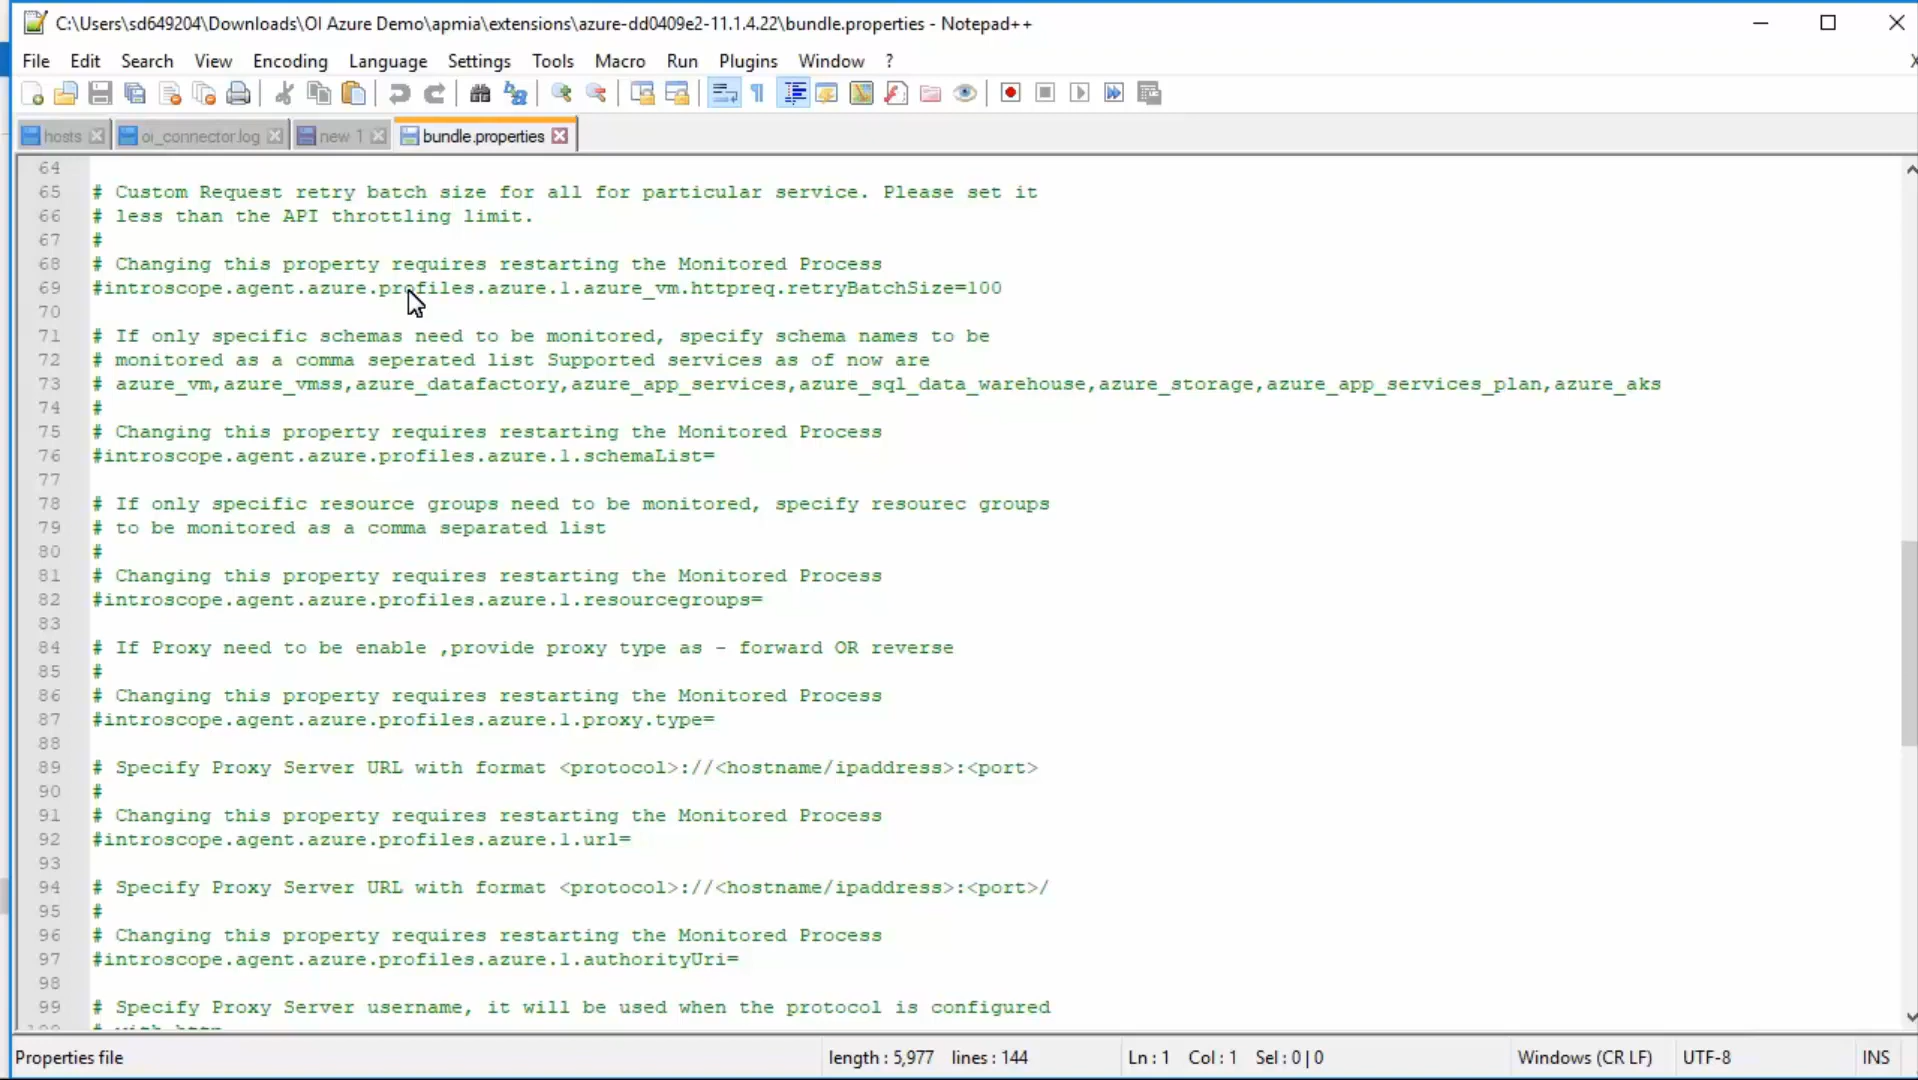 C:\Users\sd649204\Downloads\OI Azure Demo\apmia\extensions\azure-dd0409e2-11.1.4.22\bundle.properties - Notepad++
File Edit Search View Encoding Language Settings Tools Macro Run Plugins Window ?
hosts oi_connector.log new 1 bundle.properties
64
65 # Custom Request retry batch size for all for particular service. Please set it
66 # less than the API throttling limit.
67 #
68 # Changing this property requires restarting the Monitored Process
69 #introscope.agent.azure.profiles.azure.1.azure_vm.httpreq.retryBatchSize=100
70
71 # If only specific schemas need to be monitored, specify schema names to be
72 # monitored as a comma seperated list Supported services as of now are
73 # azure_vm,azure_vmss,azure_datafactory,azure_app_services,azure_sql_data_warehouse,azure_storage,azure_app_services_plan,azure_aks
74 #
75 # Changing this property requires restarting the Monitored Process
76 #introscope.agent.azure.profiles.azure.1.schemaList=
77
78 # If only specific resource groups need to be monitored, specify resourec groups
79 # to be monitored as a comma separated list
80 #
81 # Changing this property requires restarting the Monitored Process
82 #introscope.agent.azure.profiles.azure.1.resourcegroups=
83
84 # If Proxy need to be enable ,provide proxy type as - forward OR reverse
85 #
86 # Changing this property requires restarting the Monitored Process
87 #introscope.agent.azure.profiles.azure.1.proxy.type=
88
89 # Specify Proxy Server URL with format <protocol>://<hostname/ipaddress>:<port>
90 #
91 # Changing this property requires restarting the Monitored Process
92 #introscope.agent.azure.profiles.azure.1.url=
93
94 # Specify Proxy Server URL with format <protocol>://<hostname/ipaddress>:<port>/
95 #
96 # Changing this property requires restarting the Monitored Process
97 #introscope.agent.azure.profiles.azure.1.authorityUri=
98
99 # Specify Proxy Server username, it will be used when the protocol is configured
Properties file length : 5,977 lines : 144 Ln : 1 Col : 1 Sel : 0 | 0 Windows (CR LF) UTF-8 INS